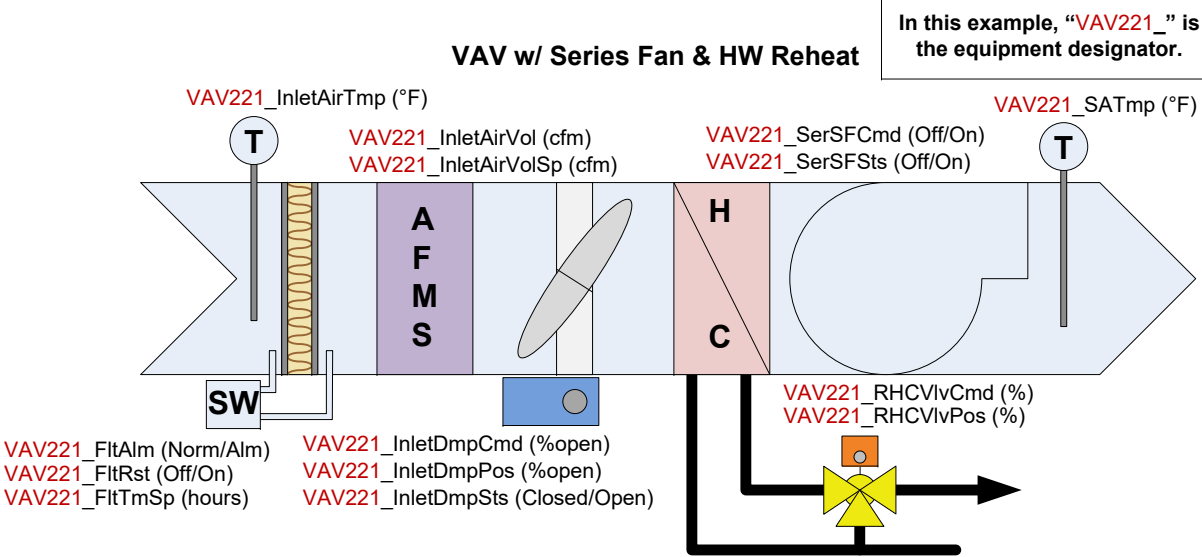 In this example, “VAV221_” is
the equipment designator.
VAV w/ Series Fan & HW Reheat
VAV221_InletAirTmp (°F)
VAV221_SATmp (°F)
VAV221_InletAirVol (cfm)
VAV221_InletAirVolSp (cfm)
VAV221_SerSFCmd (Off/On)
VAV221_SerSFSts (Off/On)
T
T
A
F
M
S
H
C
SW
VAV221_RHCVlvCmd (%)
VAV221_RHCVlvPos (%)
VAV221_FltAlm (Norm/Alm)
VAV221_FltRst (Off/On)
VAV221_FltTmSp (hours)
VAV221_InletDmpCmd (%open)
VAV221_InletDmpPos (%open)
VAV221_InletDmpSts (Closed/Open)